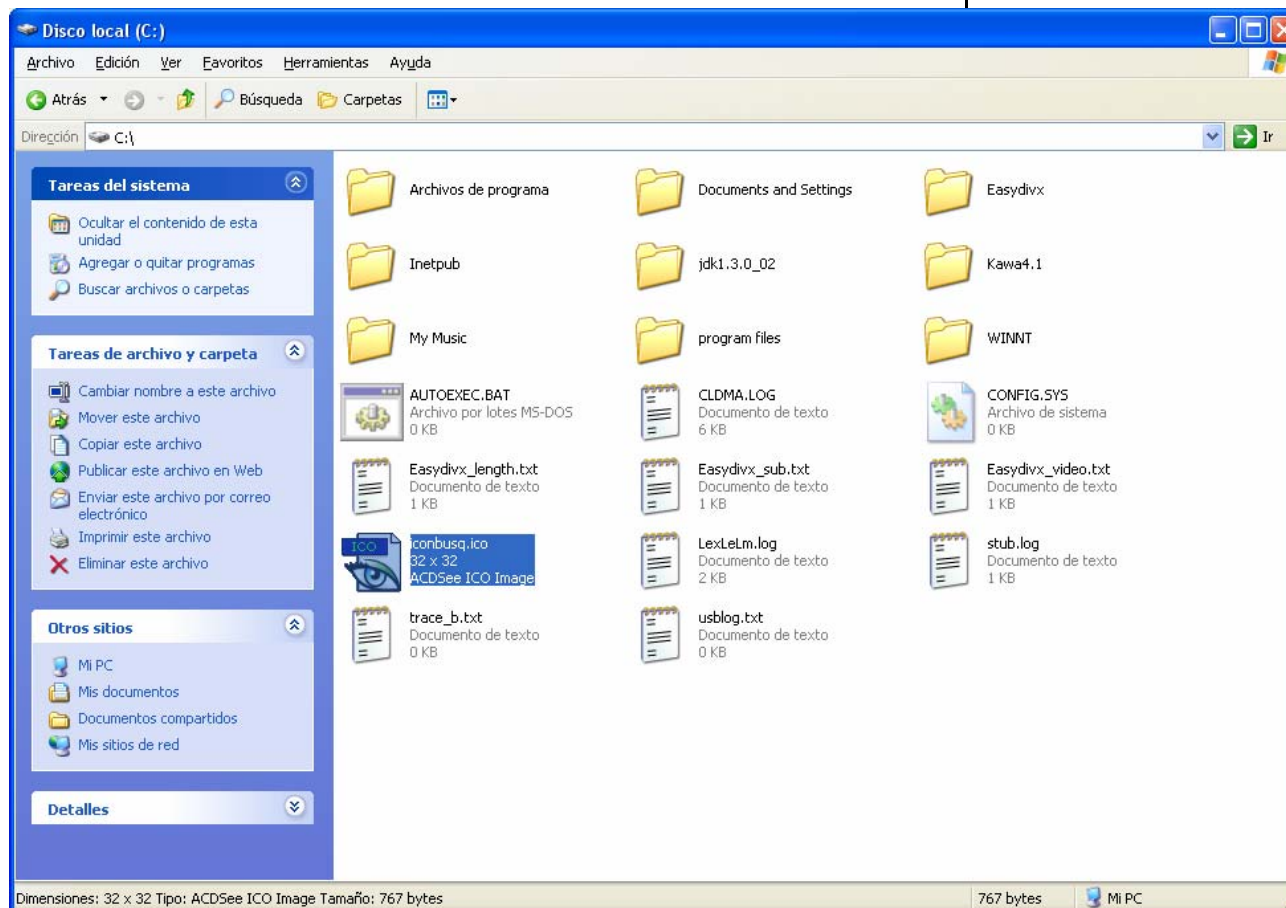 Disco local (C:)
Archivo Edición Ver Favoritos Herramientas Ayuda
Atrás Búsqueda Carpetas
Dirección C:\ Ir
Tareas del sistema
Ocultar el contenido de esta
unidad
Agregar o quitar programas
Buscar archivos o carpetas
Tareas de archivo y carpeta
Cambiar nombre a este archivo
Mover este archivo
Copiar este archivo
Publicar este archivo en Web
Enviar este archivo por correo
electrónico
Imprimir este archivo
Eliminar este archivo
Otros sitios
Mi PC
Mis documentos
Documentos compartidos
Mis sitios de red
Detalles
Archivos de programa
Documents and Settings
Easydivx
Inetpub
jdk1.3.0_02
Kawa4.1
My Music
program files
WINNT
AUTOEXEC.BAT
Archivo por lotes MS-DOS
0 KB
CLDMA.LOG
Documento de texto
6 KB
CONFIG.SYS
Archivo de sistema
0 KB
Easydivx_length.txt
Documento de texto
1 KB
Easydivx_sub.txt
Documento de texto
1 KB
Easydivx_video.txt
Documento de texto
1 KB
ICO
iconbusq.ico
32 x 32
ACDSee ICO Image
LexLeLm.log
Documento de texto
2 KB
stub.log
Documento de texto
1 KB
trace_b.txt
Documento de texto
0 KB
usblog.txt
Documento de texto
0 KB
Dimensiones: 32 x 32 Tipo: ACDSee ICO Image Tamaño: 767 bytes 767 bytes Mi PC